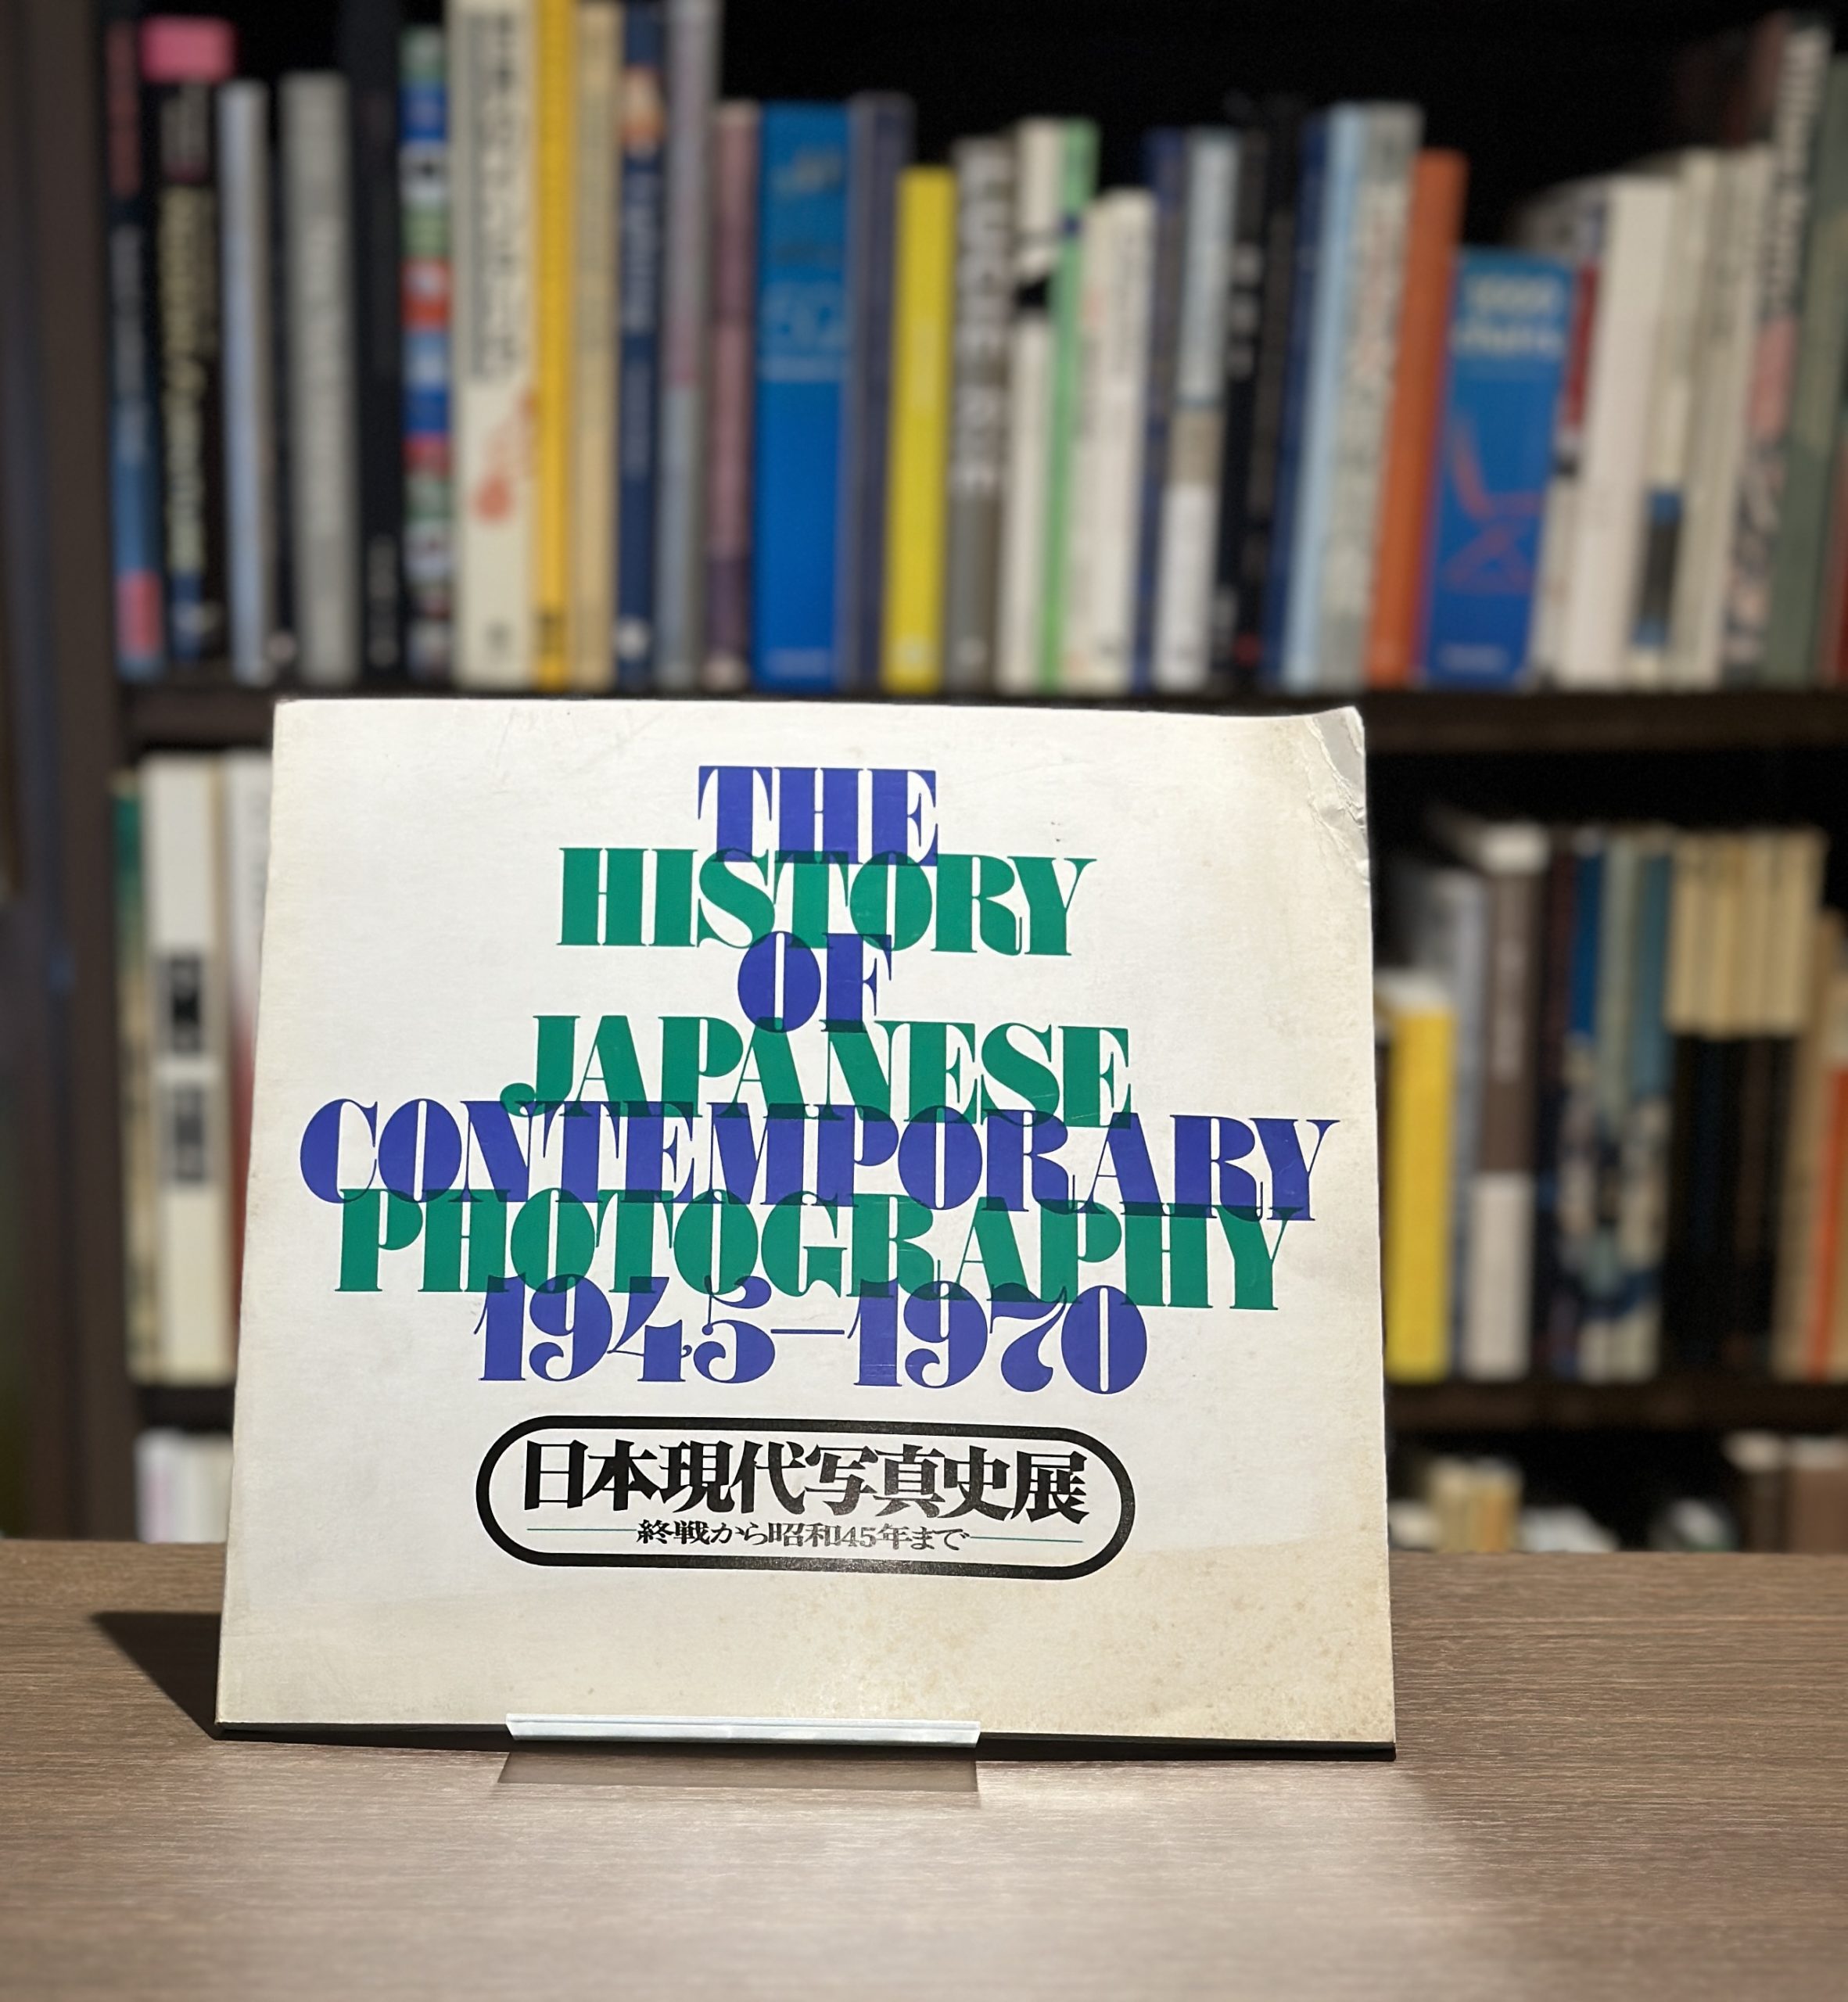 THE
HISTORY
OF
JAPANESE
CONTEMPORARY
PHOTOGRAPHY
1945—1970
日本現代写真史展
終戦から昭和45年まで